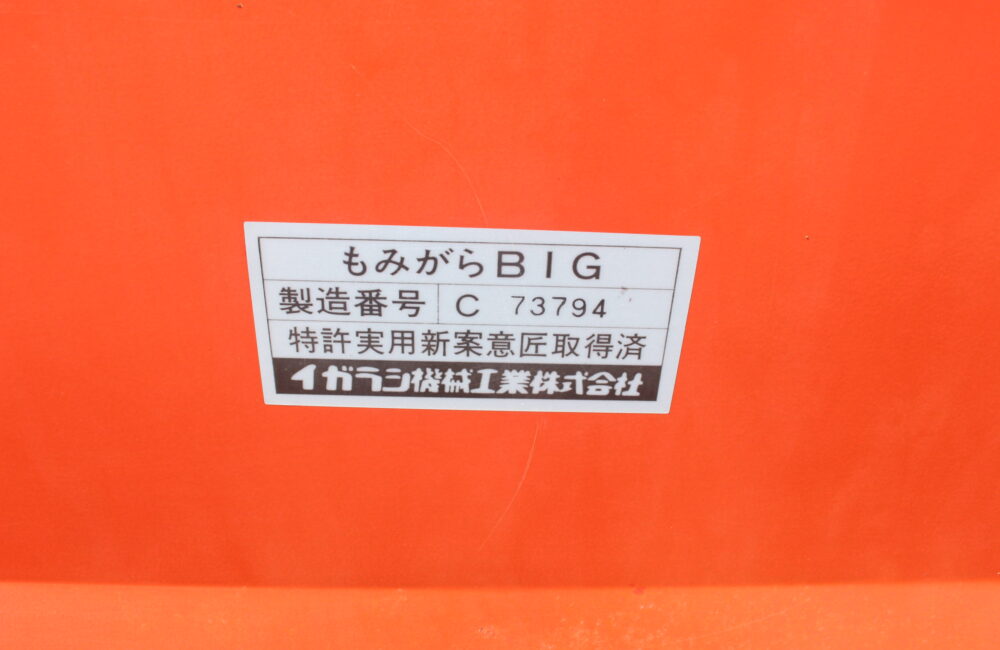 もみがらBIG
製造番号 C 73794
特許実用新案意匠取得済
イガラシ機械工業株式会社